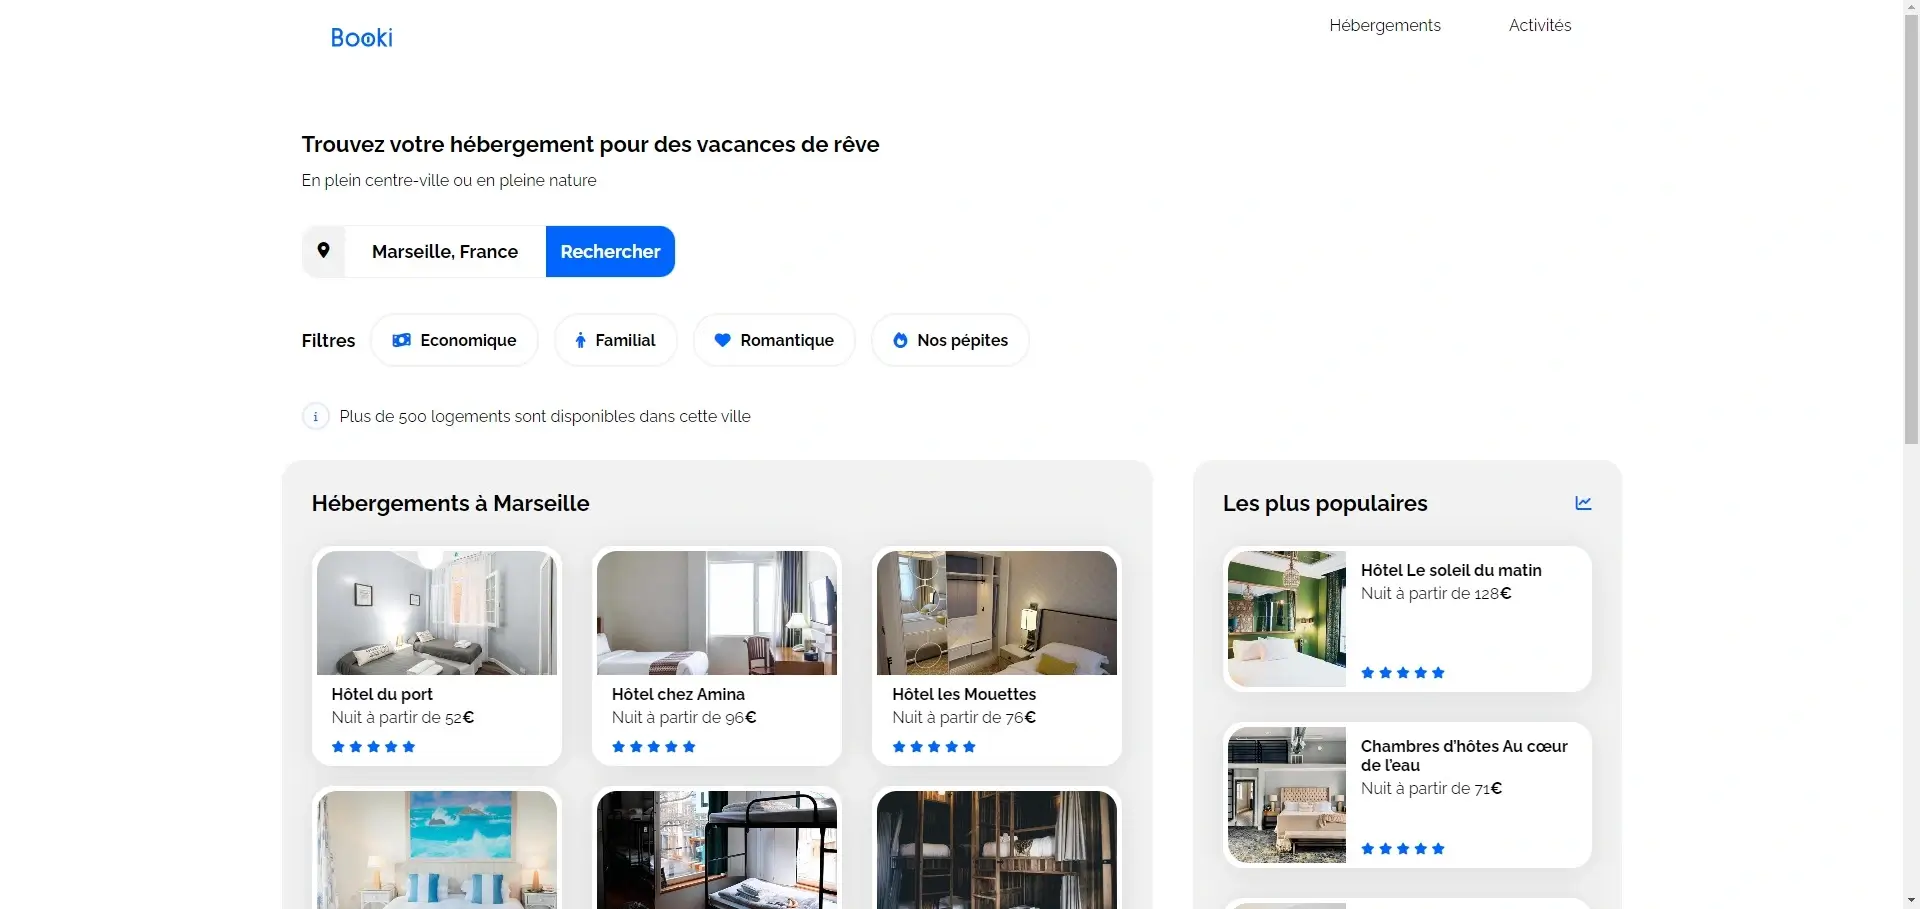 Booki
Hébergements
Activités
Trouvez votre hébergement pour des vacances de rêve
En plein centre-ville ou en pleine nature
Marseille, France
Rechercher
Filtres
Economique
Familial
Romantique
Nos pépites
i
Plus de 500 logements sont disponibles dans cette ville
Hébergements à Marseille
Hôtel du port
Nuit à partir de 52€
Hôtel chez Amina
Nuit à partir de 96€
Hôtel les Mouettes
Nuit à partir de 76€
Les plus populaires
Hôtel Le soleil du matin
Nuit à partir de 128€
Chambres d'hôtes Au cœur
de l'eau
Nuit à partir de 71€